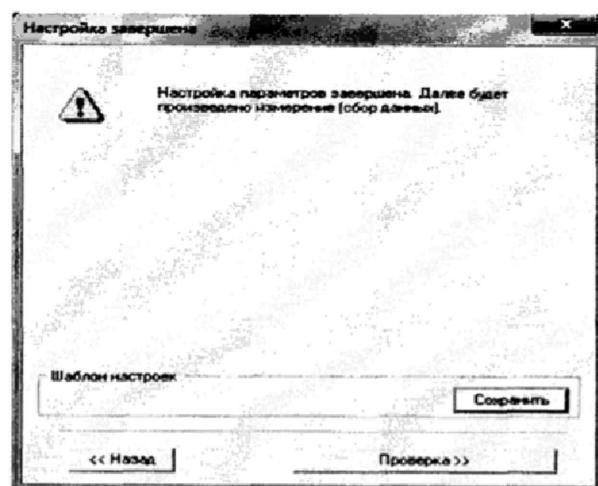 Настройка завершена
Настройка параметров завершена. Далее будет
произведено измерение (сбор данных).
Шаблон настроек
Сохранить
<< Назад
Проверка >>